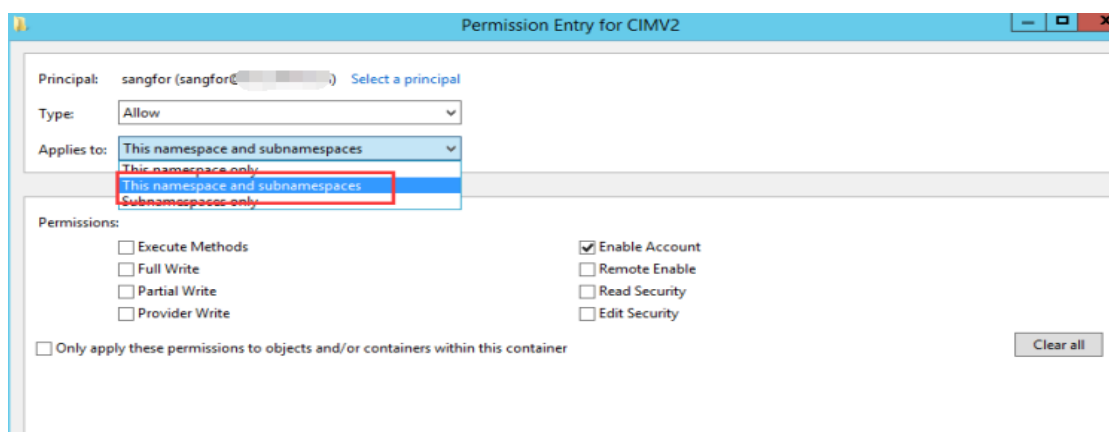 Permission Entry for CIMV2
Principal: sangfor (sangfor@ ) Select a principal
Type: Allow
Applies to: This namespace and subnamespaces
This namespace only
This namespace and subnamespaces
Subnamespaces only
Permissions:
Execute Methods Enable Account
Full Write Remote Enable
Partial Write Read Security
Provider Write Edit Security
Only apply these permissions to objects and/or containers within this container Clear all